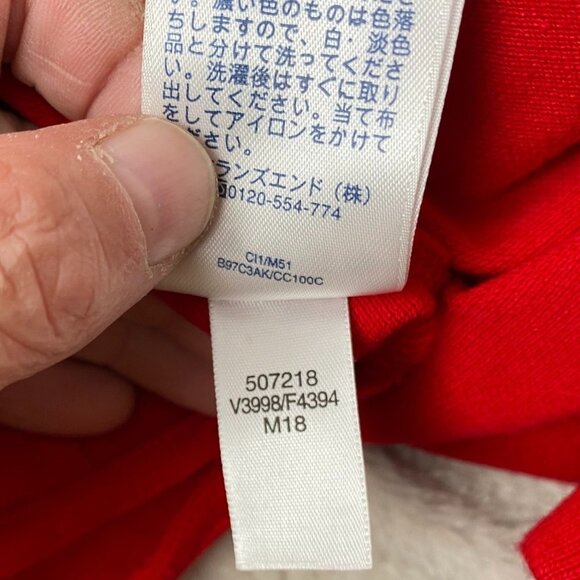 す。濃い色のものは色落
ちしますので、白・淡色
品と分けて洗ってくださ
い。洗濯後はすぐに取り
出してください。当て布
をしてアイロンをかけて
ださい。
ランズエンド（株）
0120-554-774
CI1/M51
B97C3AK/CC100C
507218
V3998/F4394
M18